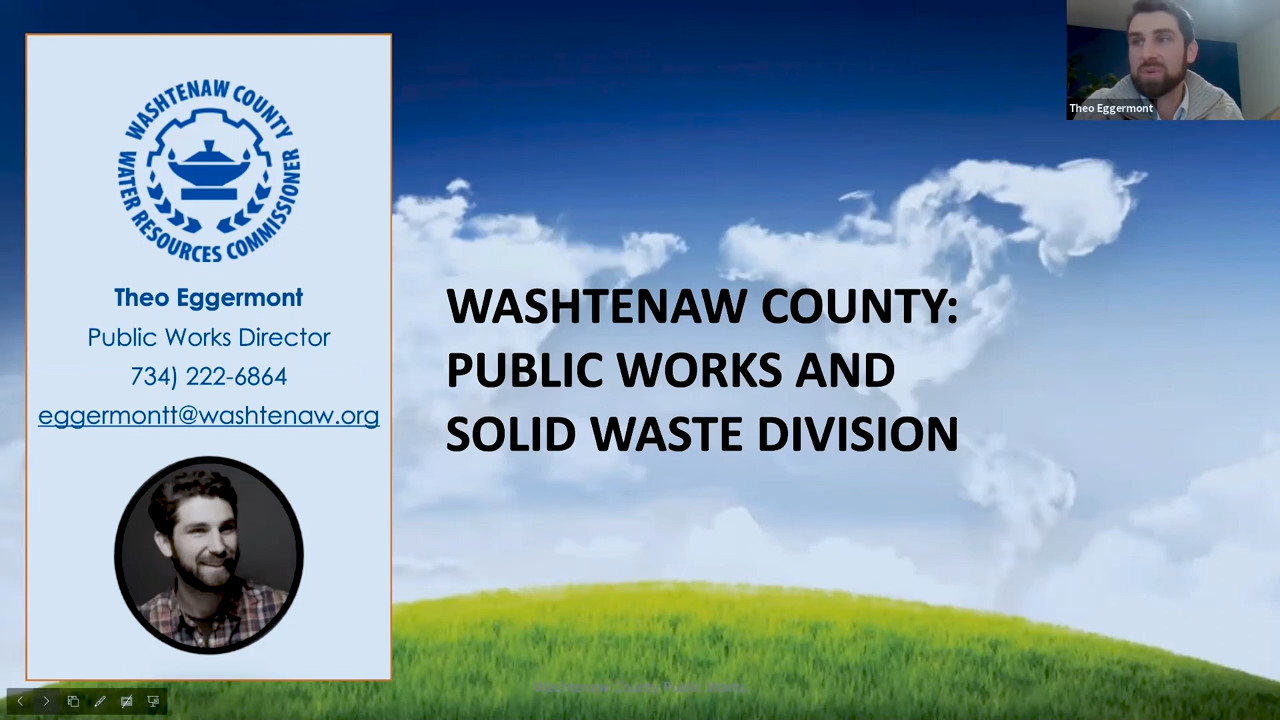 WASHTENAW COUNTY
WATER RESOURCES COMMISSIONER
Theo Eggermont
Public Works Director
734) 222-6864
eggermontt@washtenaw.org
WASHTENAW COUNTY:
PUBLIC WORKS AND
SOLID WASTE DIVISION
Theo Eggermont